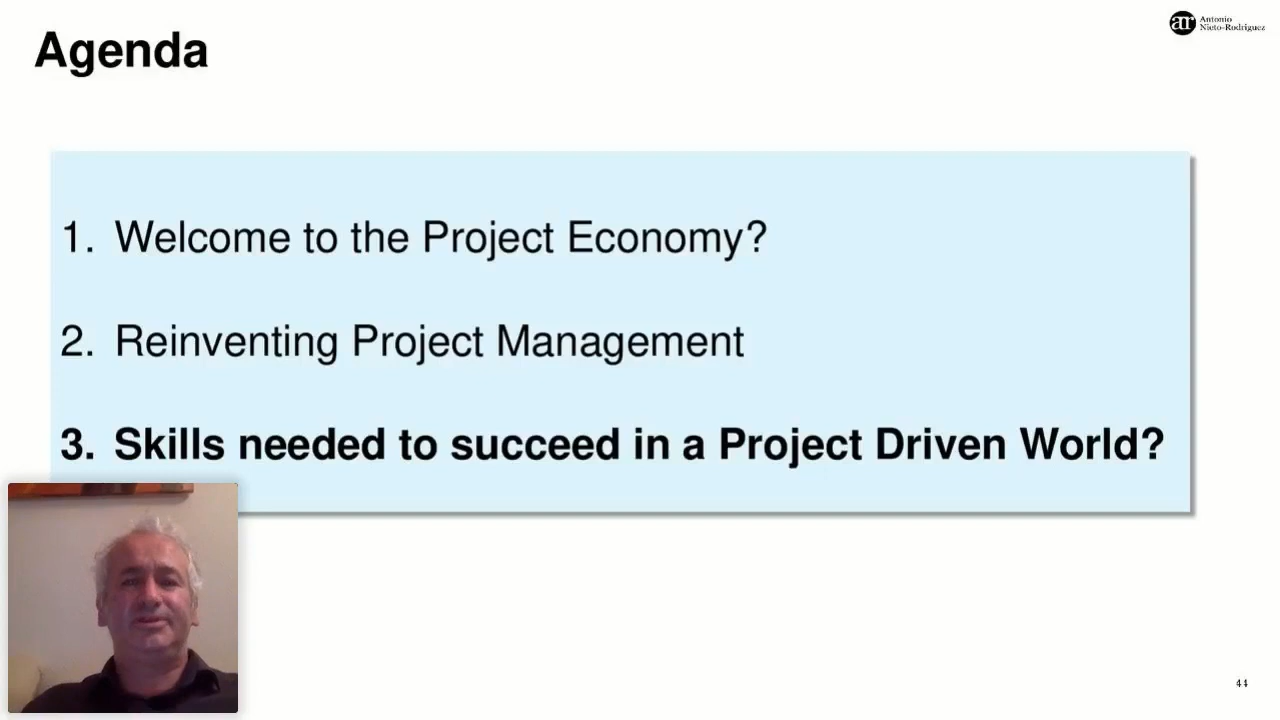 Agenda
ar Antonio
Nieto-Rodriguez
1. Welcome to the Project Economy?
2. Reinventing Project Management
3. Skills needed to succeed in a Project Driven World?
44